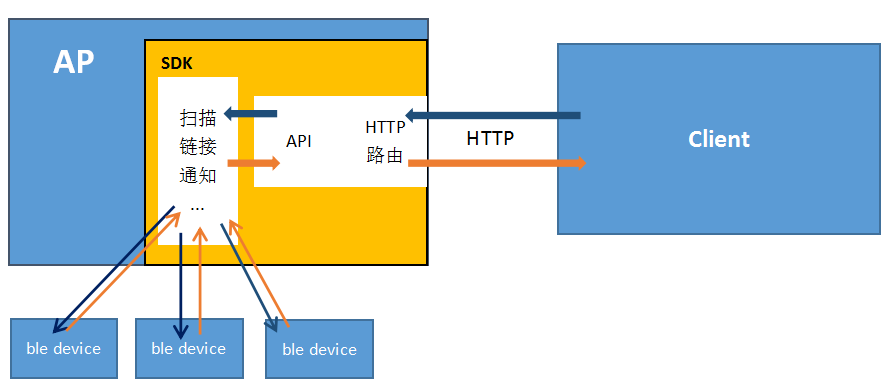 AP
SDK
扫描
链接
通知
...
API
HTTP
路由
HTTP
Client
ble device
ble device
ble device